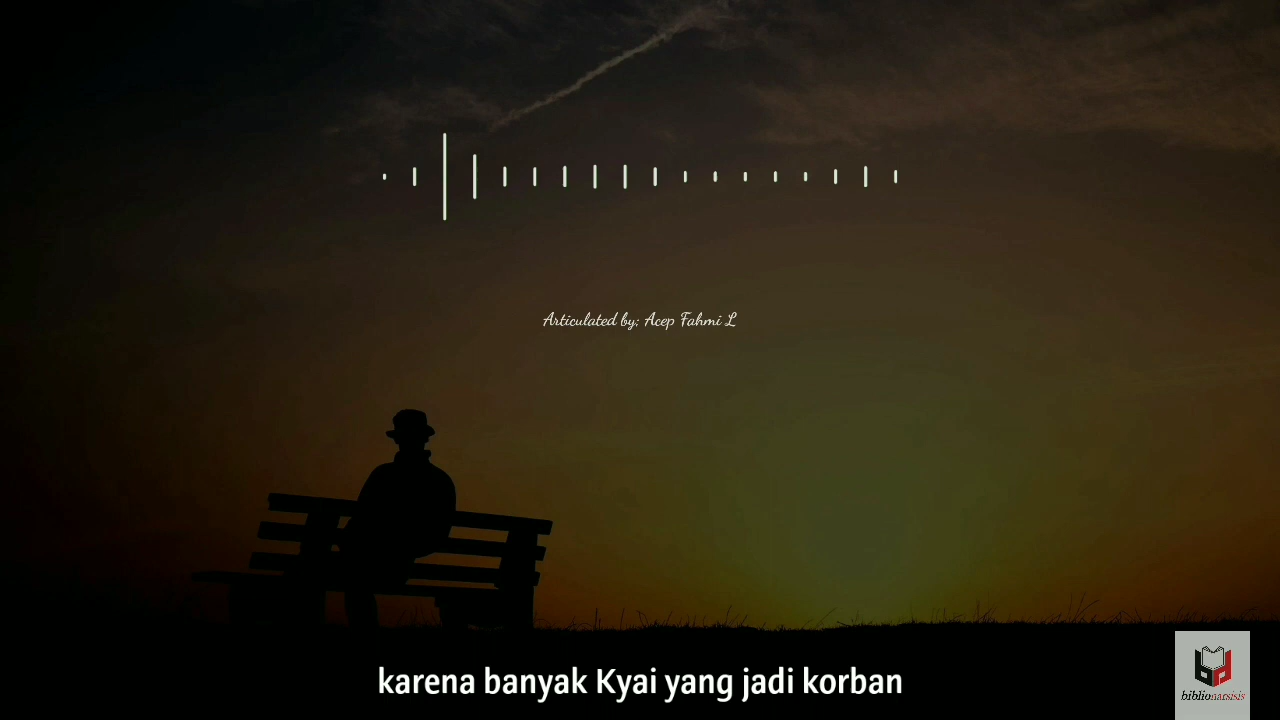 Articulated by; Acep Fahmi L
karena banyak Kyai yang jadi korban
biblionarsisis